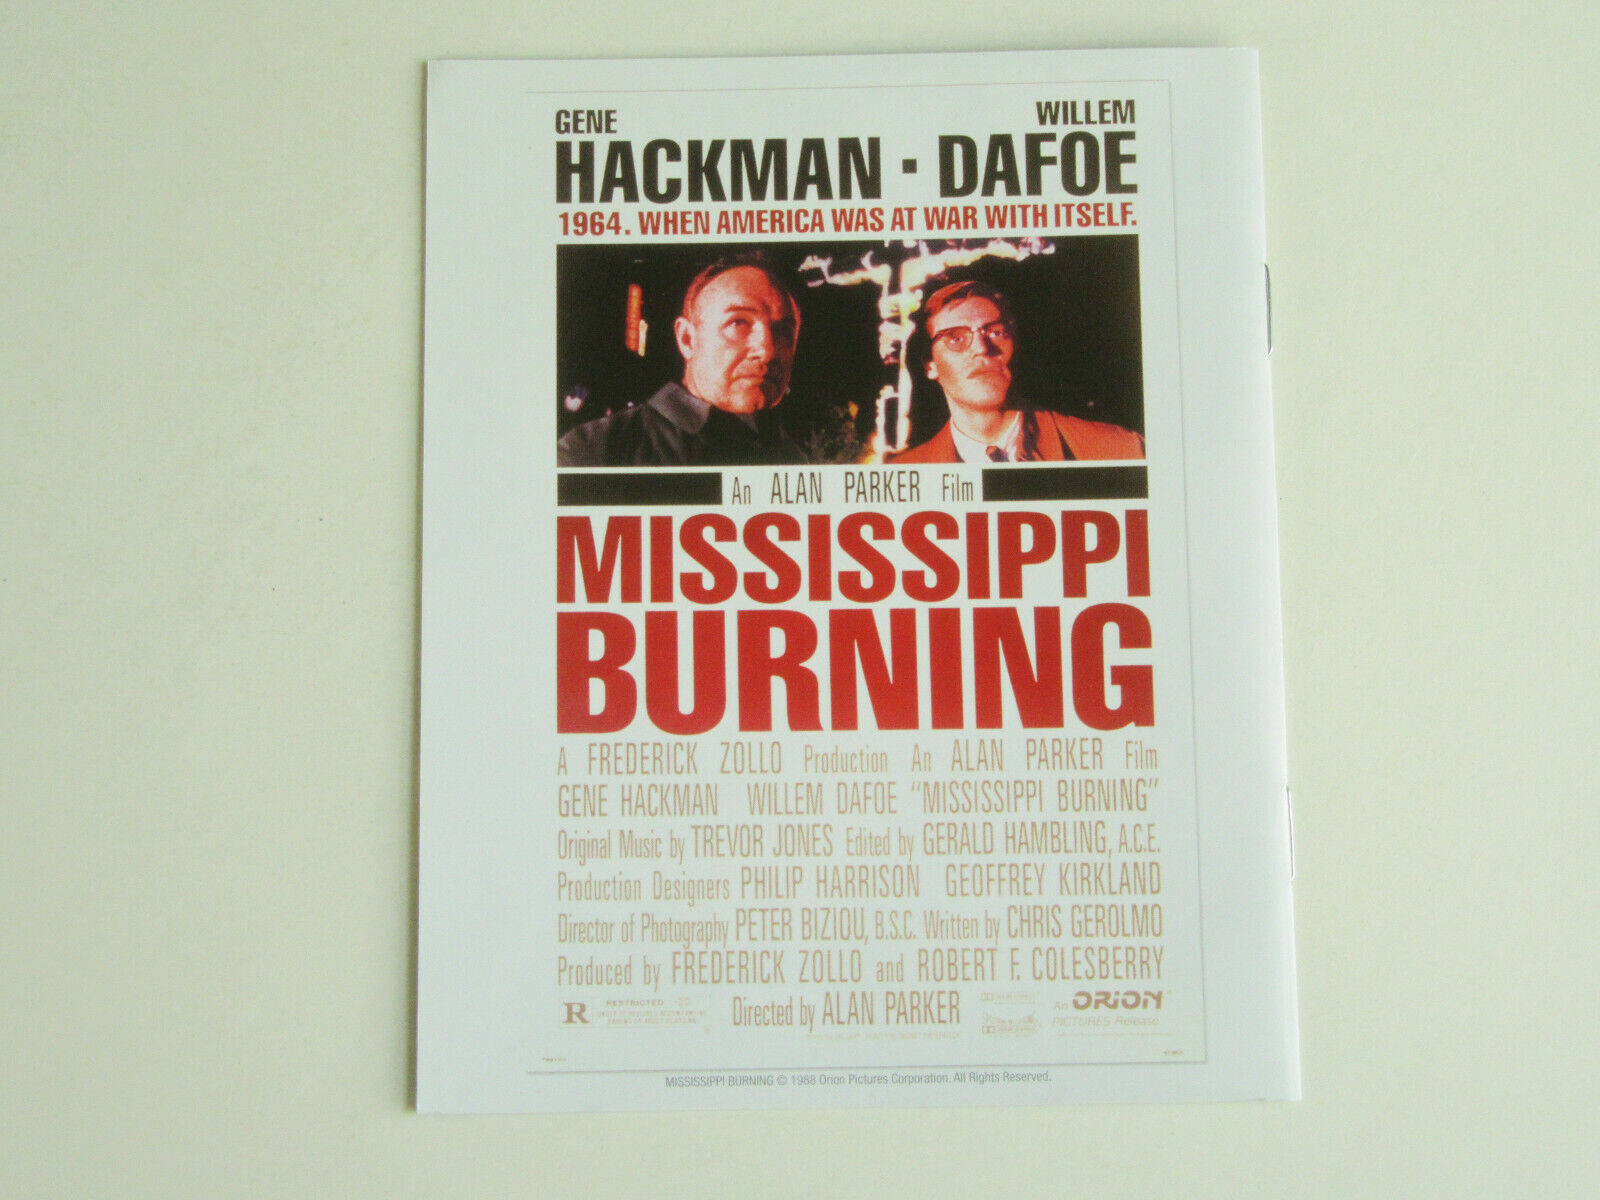 GENE WILLEM
HACKMAN · DAFOE
1964. WHEN AMERICA WAS AT WAR WITH ITSELF.
An ALAN PARKER Film
MISSISSIPPI
BURNING
A FREDERICK ZOLLO Production An ALAN PARKER Film
GENE HACKMAN WILLEM DAFOE "MISSISSIPPI BURNING"
Original Music by TREVOR JONES Edited by GERALD HAMBLING, A.C.E.
Production Designers PHILIP HARRISON GEOFFREY KIRKLAND
Director of Photography PETER BIZIOU, B.S.C. Written by CHRIS GEROLMO
Produced by FREDERICK ZOLLO and ROBERT F. COLESBERRY
R RESTRICTED
Directed by ALAN PARKER
An ORION
PICTURES Release
MISSISSIPPI BURNING © 1988 Orion Pictures Corporation. All Rights Reserved.